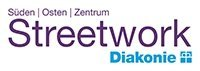 Süden | Osten | Zentrum
Streetwork
Diakonie